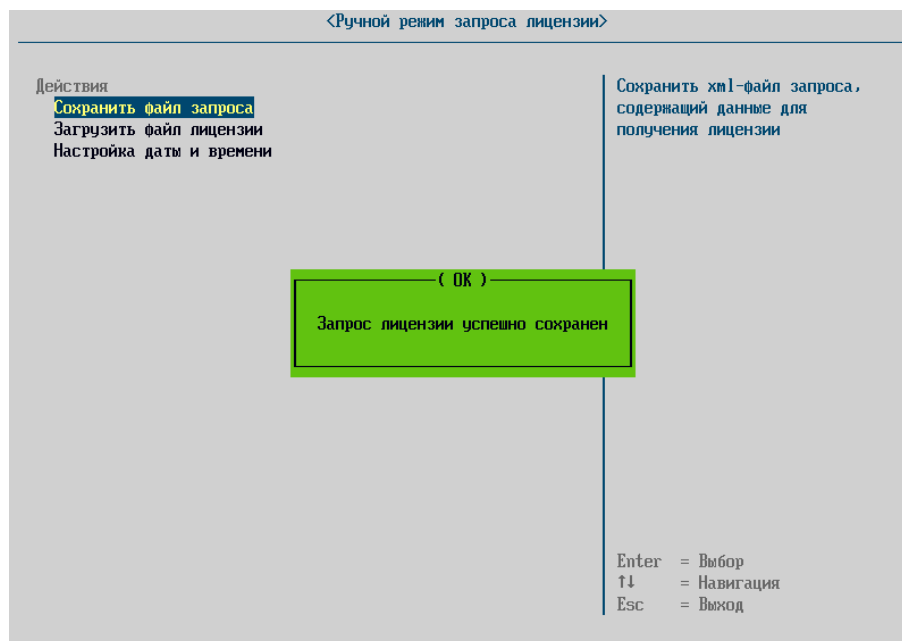 <Ручной режим запроса лицензии>
Действия
Сохранить файл запроса
Загрузить файл лицензии
Настройка даты и времени
Сохранить xml-файл запроса,
содержащий данные для
получения лицензии
( OK )
Запрос лицензии успешно сохранен
Enter = Выбор
↑↓ = Навигация
Esc = Выход